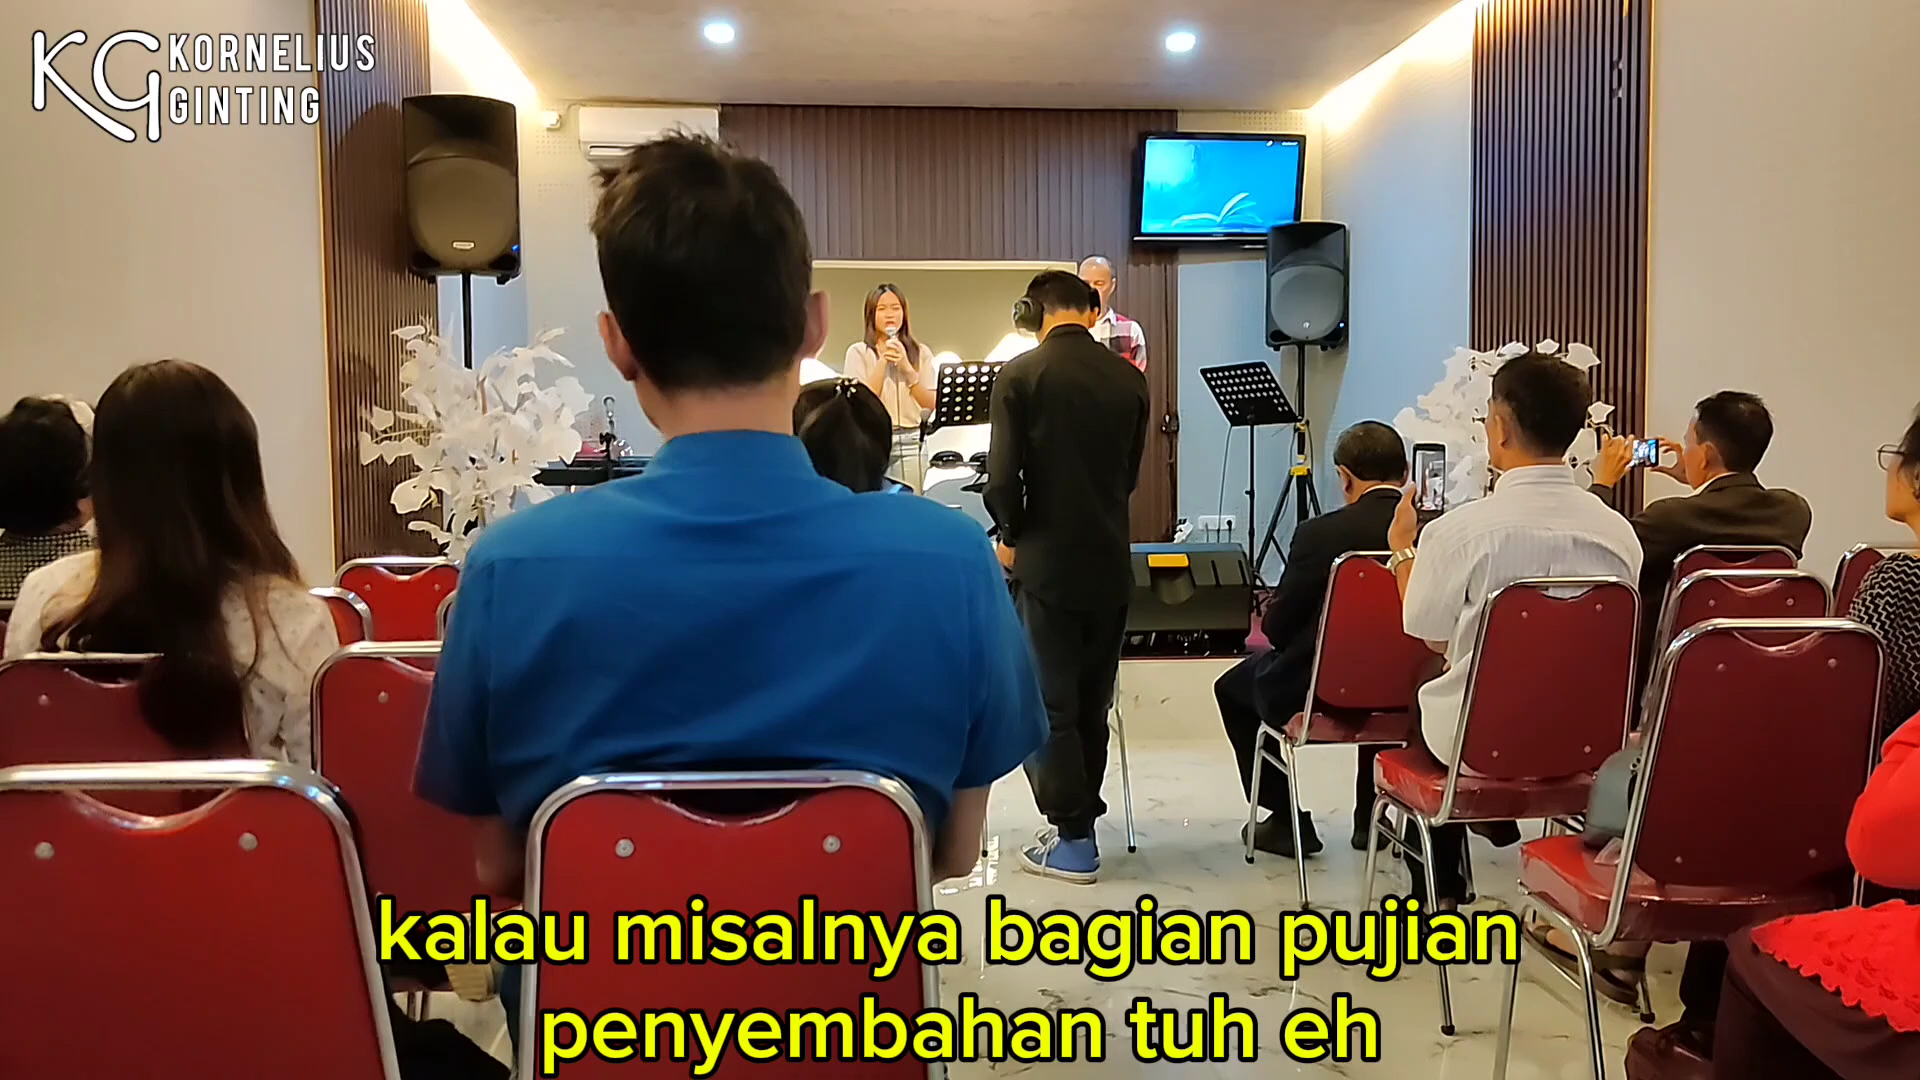 KG KORNELIUS
GINTING
kalau misalnya bagian pujian
penyembahan tuh eh